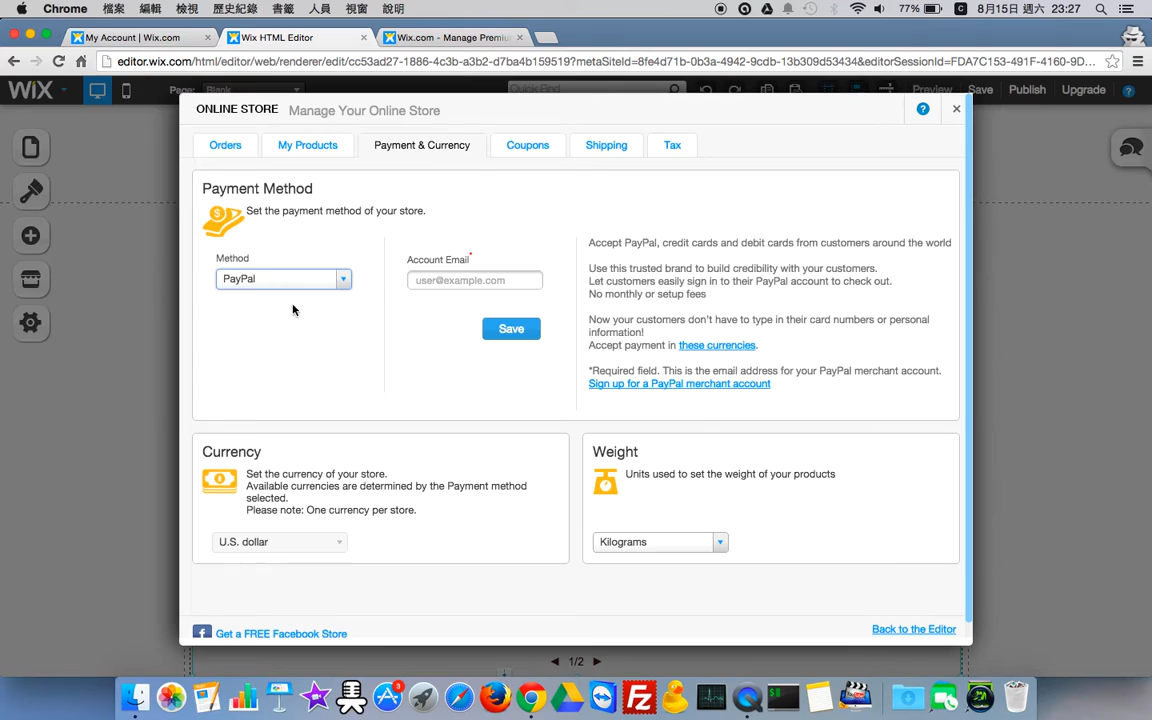 Chrome 檔案 編輯 檢視 歷史紀錄 書籤 人員 視窗 說明 77% 8月15日 週六 23:27
My Account | Wix.com Wix HTML Editor Wix.com - Manage Premiu
editor.wix.com/html/editor/web/renderer/edit/cc53ad27-1886-4c3b-a3b2-d7a4b1595197?metaSiteId=8fe4d71b-0b3a-4942-9cdb-13b309d53434&editorSessionId=FDA7C153-491F-4160-9D...
WiX Page: Blank Quick Find Preview Save Publish Upgrade ?
ONLINE STORE Manage Your Online Store ? ×
Orders My Products Payment & Currency Coupons Shipping Tax
Payment Method
Set the payment method of your store.
Method
PayPal
Account Email*
user@example.com
Save
Accept PayPal, credit cards and debit cards from customers around the world
Use this trusted brand to build credibility with your customers.
Let customers easily sign in to their PayPal account to check out.
No monthly or setup fees
Now your customers don't have to type in their card numbers or personal
information!
Accept payment in these currencies.
*Required field. This is the email address for your PayPal merchant account.
Sign up for a PayPal merchant account
Currency
Set the currency of your store.
Available currencies are determined by the Payment method
selected.
Please note: One currency per store.
U.S. dollar
Weight
Units used to set the weight of your products
Kilograms
Get a FREE Facebook Store
Back to the Editor
1/2
3